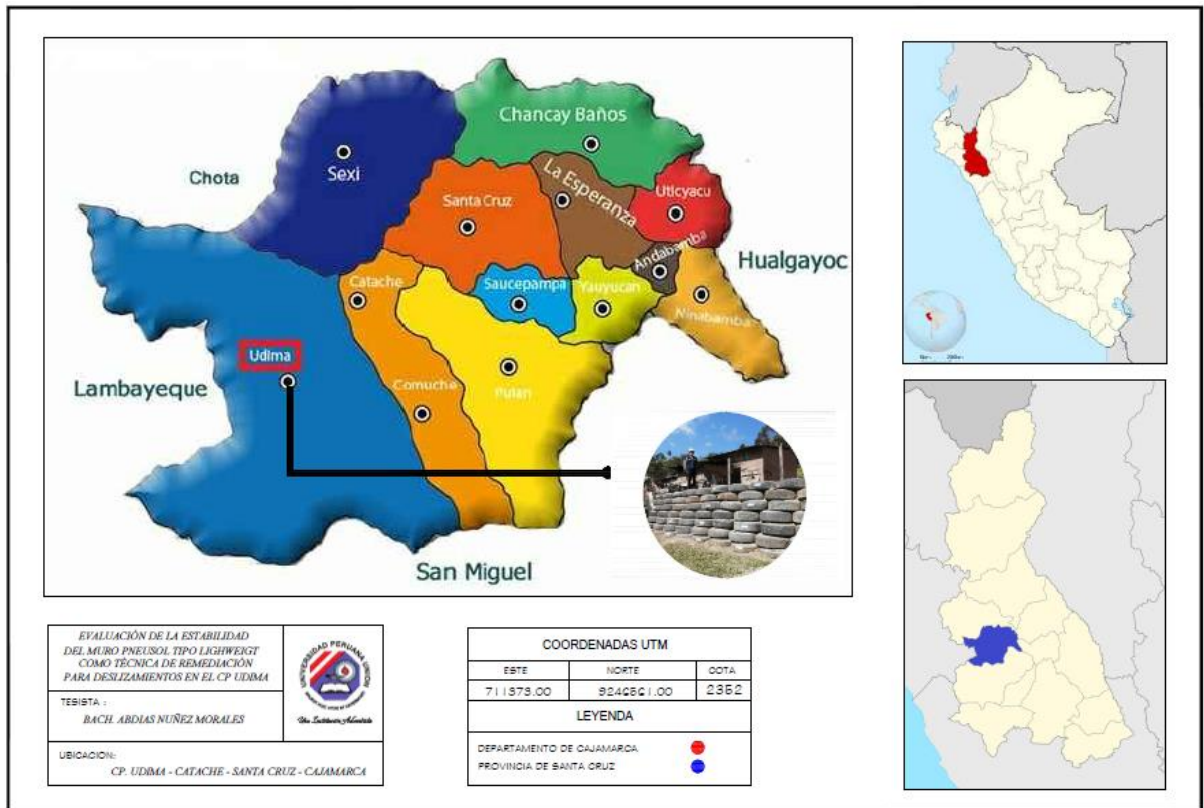 Chancay Baños
Chota
Sexi
La Esperanza
Uticyacu
Santa Cruz
Andabamba
Hualgayoc
Catache
Saucepampa
Yauyucan
Ninabamba
Udima
Lambayeque
Comuche
Pulan
San Miguel
EVALUACIÓN DE LA ESTABILIDAD
DEL MURO PNEUSOL TIPO LIGHWEIGT
COMO TÉCNICA DE REMEDIACIÓN
PARA DESLIZAMIENTOS EN EL CP UDIMA
TESISTA :
BACH. ABDIAS NUÑEZ MORALES
UNIVERSIDAD PERUANA UNION
Una Institución Adventista
UBICACION:
CP. UDIMA - CATACHE - SANTA CRUZ - CAJAMARCA
COORDENADAS UTM
ESTE NORTE COTA
711373.00 9246561.00 2352
LEYENDA
DEPARTAMENTO DE CAJAMARCA
PROVINCIA DE SANTA CRUZ